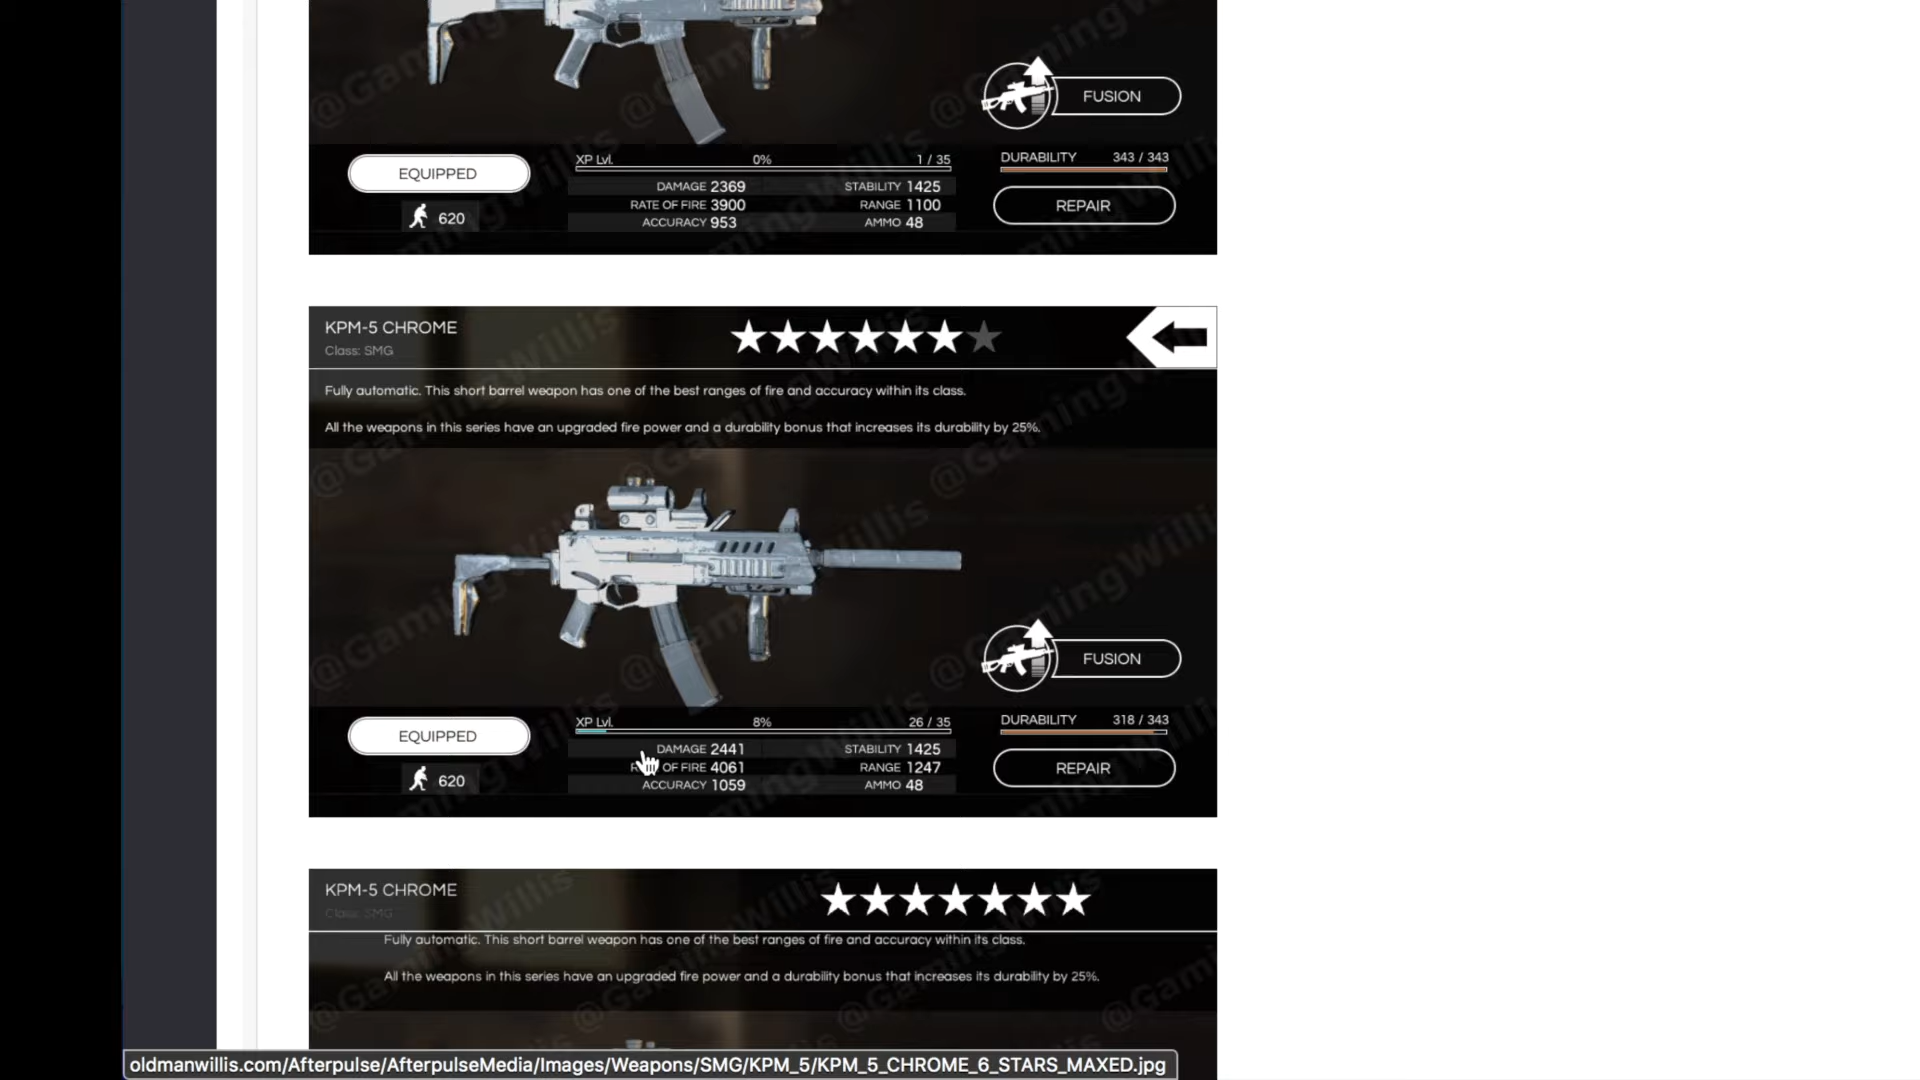 FUSION
EQUIPPED
620
XP Lvl. 0% 1 / 35
DAMAGE 2369 STABILITY 1425
RATE OF FIRE 3900 RANGE 1100
ACCURACY 953 AMMO 48
DURABILITY 343 / 343
REPAIR
KPM-5 CHROME
Class: SMG
Fully automatic. This short barrel weapon has one of the best ranges of fire and accuracy within its class.
All the weapons in this series have an upgraded fire power and a durability bonus that increases its durability by 25%.
@GamingWillis
FUSION
EQUIPPED
620
XP Lvl. 8% 26 / 35
DAMAGE 2441 STABILITY 1425
OF FIRE 4061 RANGE 1247
ACCURACY 1059 AMMO 48
DURABILITY 318 / 343
REPAIR
KPM-5 CHROME
Class: SMG
Fully automatic. This short barrel weapon has one of the best ranges of fire and accuracy within its class.
All the weapons in this series have an upgraded fire power and a durability bonus that increases its durability by 25%.
oldmanwillis.com/Afterpulse/AfterpulseMedia/Images/Weapons/SMG/KPM_5/KPM_5_CHROME_6_STARS_MAXED.jpg